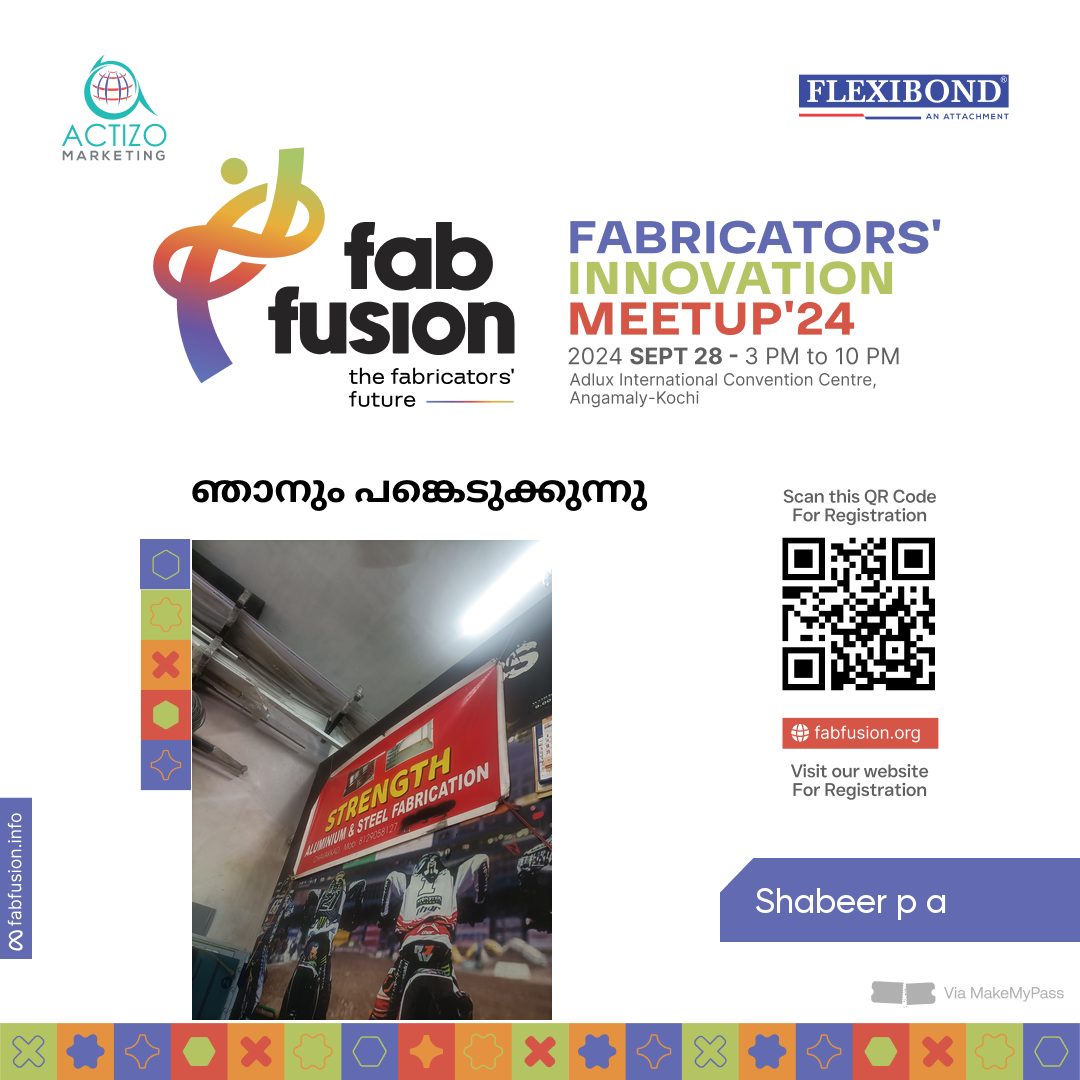 ACTIZO
MARKETING
FLEXIBOND®
AN ATTACHMENT
fab
fusion
the fabricators'
future
FABRICATORS'
INNOVATION
MEETUP'24
2024 SEPT 28 - 3 PM to 10 PM
Adlux International Convention Centre,
Angamaly-Kochi
ഞാനും പങ്കെടുക്കുന്നു
Scan this QR Code
For Registration
STRENGTH
ALUMINIUM & STEEL FABRICATION
Mob: 8129058127
fabfusion.org
Visit our website
For Registration
fabfusion.info
Shabeer p a
Via MakeMyPass